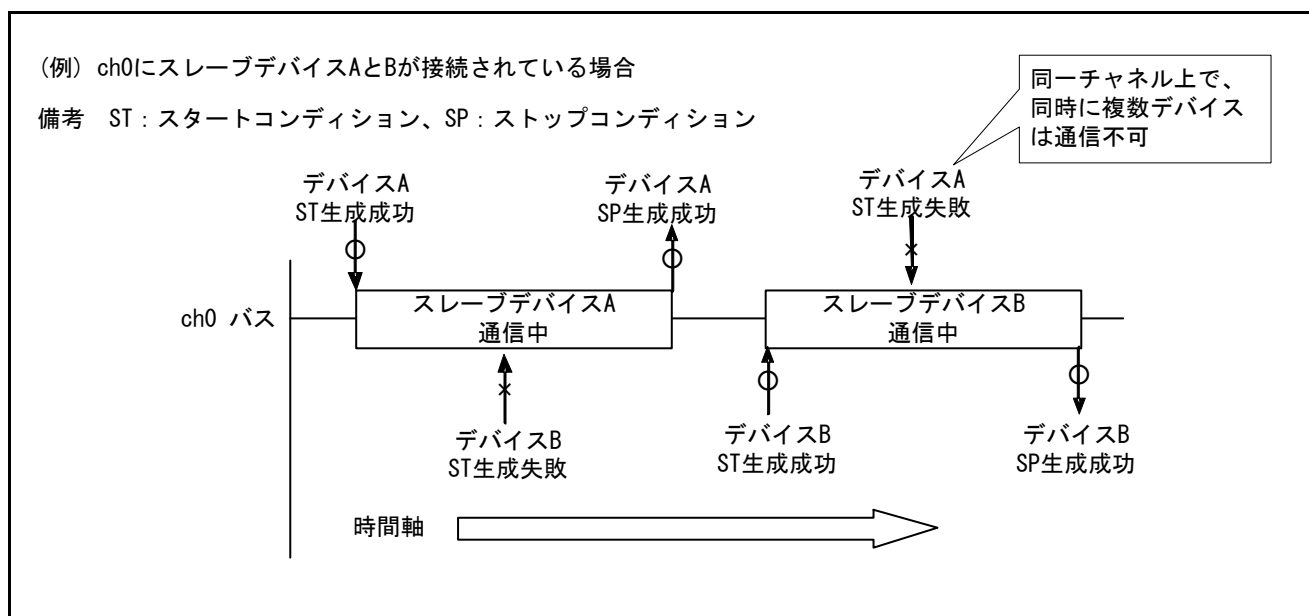 (例) ch0にスレーブデバイスAとBが接続されている場合
備考 ST:スタートコンディション、SP:ストップコンディション
同一チャネル上で、
同時に複数デバイス
は通信不可
デバイスA
ST生成成功
デバイスA
SP生成成功
デバイスA
ST生成失敗
ch0 バス
スレーブデバイスA
通信中
スレーブデバイスB
通信中
デバイスB
ST生成失敗
デバイスB
ST生成成功
デバイスB
SP生成成功
時間軸